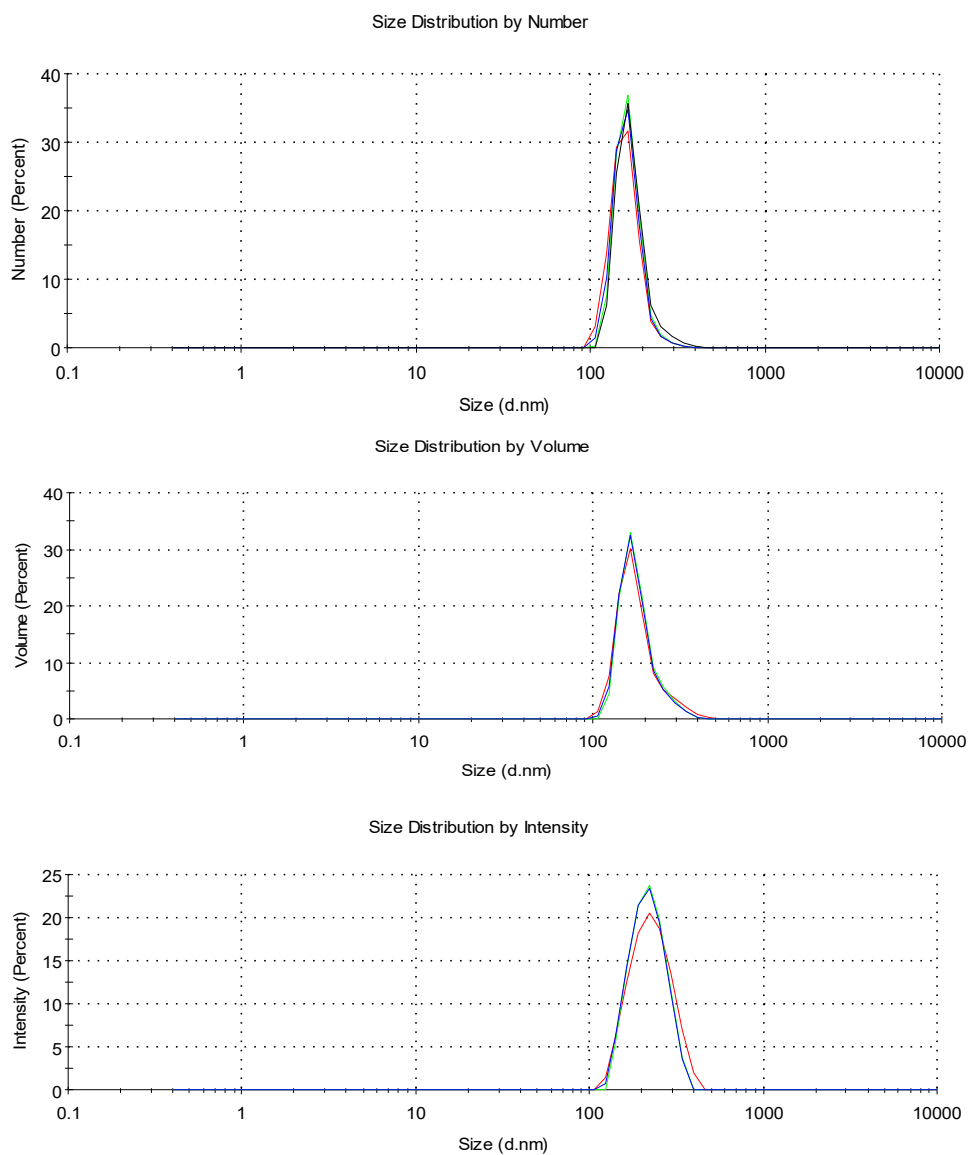 Size Distribution by Number
40
30
20
10
0
Number (Percent)
0.1 1 10 100 1000 10000
Size (d.nm)
Size Distribution by Volume
40
30
20
10
0
Volume (Percent)
0.1 1 10 100 1000 10000
Size (d.nm)
Size Distribution by Intensity
25
20
15
10
5
0
Intensity (Percent)
0.1 1 10 100 1000 10000
Size (d.nm)